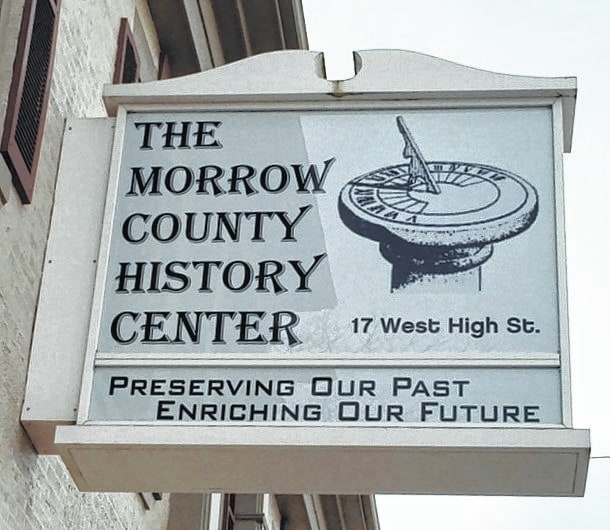 THE
MORROW
COUNTY
HISTORY
CENTER
17 West High St.
PRESERVING OUR PAST
ENRICHING OUR FUTURE